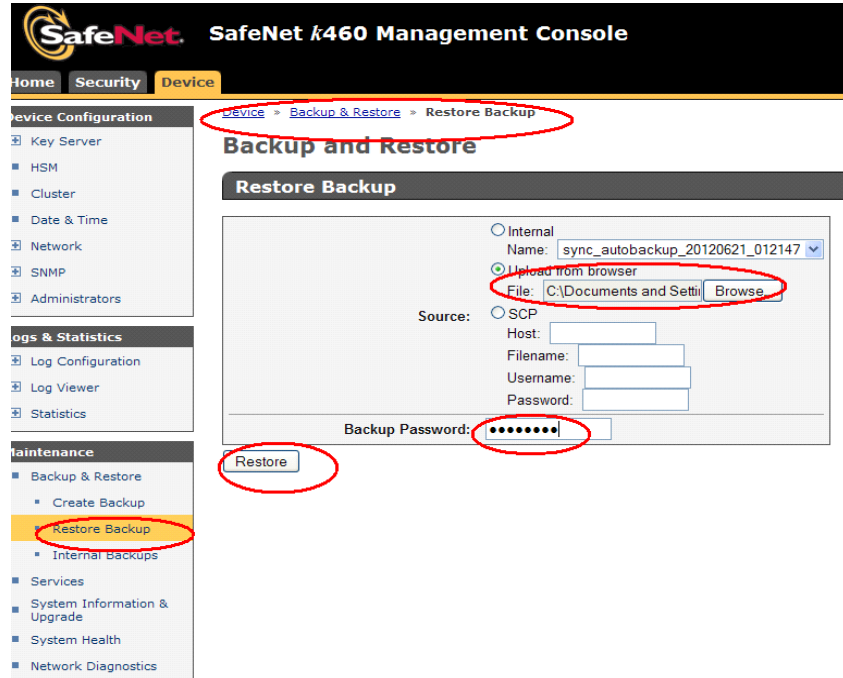 SafeNet.
SafeNet k460 Management Console
Home Security Device
Device Configuration
Key Server
HSM
Cluster
Date & Time
Network
SNMP
Administrators
Logs & Statistics
Log Configuration
Log Viewer
Statistics
Maintenance
Backup & Restore
Create Backup
Restore Backup
Internal Backups
Services
System Information &
Upgrade
System Health
Network Diagnostics
Device » Backup & Restore » Restore Backup
Backup and Restore
Restore Backup
Source:
Internal
Name: sync_autobackup_20120621_012147
Upload from browser
File: C:\Documents and Settin Browse...
SCP
Host:
Filename:
Username:
Password:
Backup Password: ••••••••
Restore